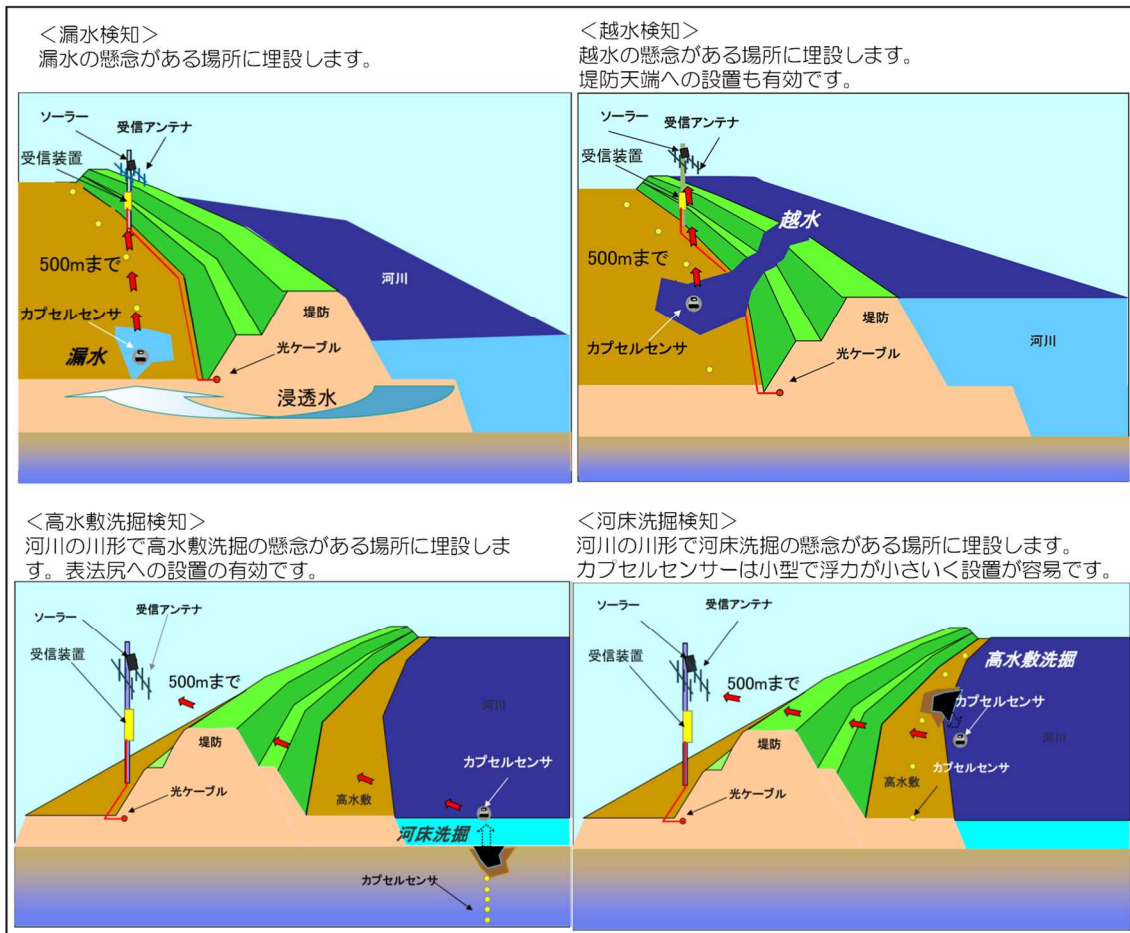 <漏水検知>
漏水の懸念がある場所に埋設します。
ソーラー
受信アンテナ
受信装置
500mまで
河川
カプセルセンサ
堤防
漏水
光ケーブル
浸透水
<越水検知>
越水の懸念がある場所に埋設します。
堤防天端への設置も有効です。
ソーラー
受信アンテナ
受信装置
越水
500mまで
カプセルセンサ
堤防
河川
光ケーブル
<高水敷洗掘検知>
河川の川形で高水敷洗掘の懸念がある場所に埋設しま
す。表法尻への設置の有効です。
ソーラー
受信アンテナ
受信装置
500mまで
河川
堤防
カプセルセンサ
光ケーブル
高水敷
河床洗掘
カプセルセンサ
<河床洗掘検知>
河川の川形で河床洗掘の懸念がある場所に埋設します。
カプセルセンサーは小型で浮力が小さいく設置が容易です。
ソーラー
受信アンテナ
受信装置
高水敷洗掘
500mまで
カプセルセンサ
河川
堤防
カプセルセンサ
光ケーブル
高水敷